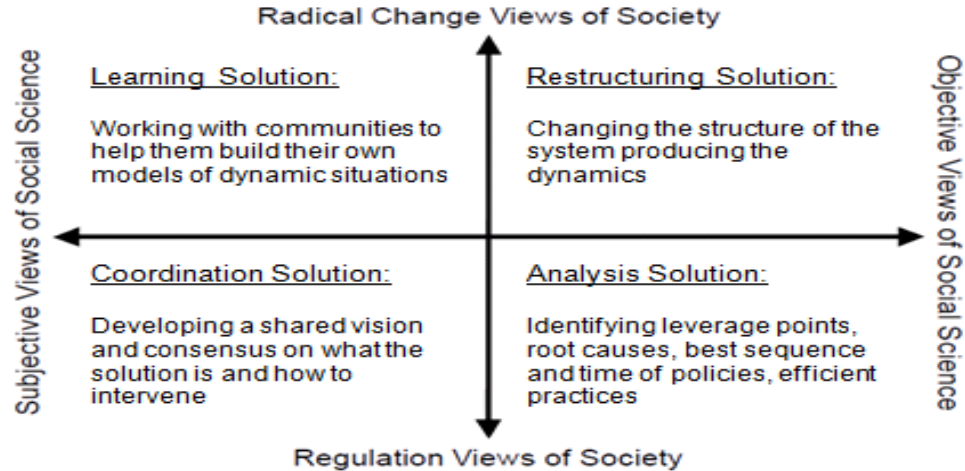 Radical Change Views of Society
Subjective Views of Social Science
Learning Solution:
Working with communities to
help them build their own
models of dynamic situations
Restructuring Solution:
Changing the structure of the
system producing the
dynamics
Objective Views of Social Science
Coordination Solution:
Developing a shared vision
and consensus on what the
solution is and how to
intervene
Analysis Solution:
Identifying leverage points,
root causes, best sequence
and time of policies, efficient
practices
Regulation Views of Society